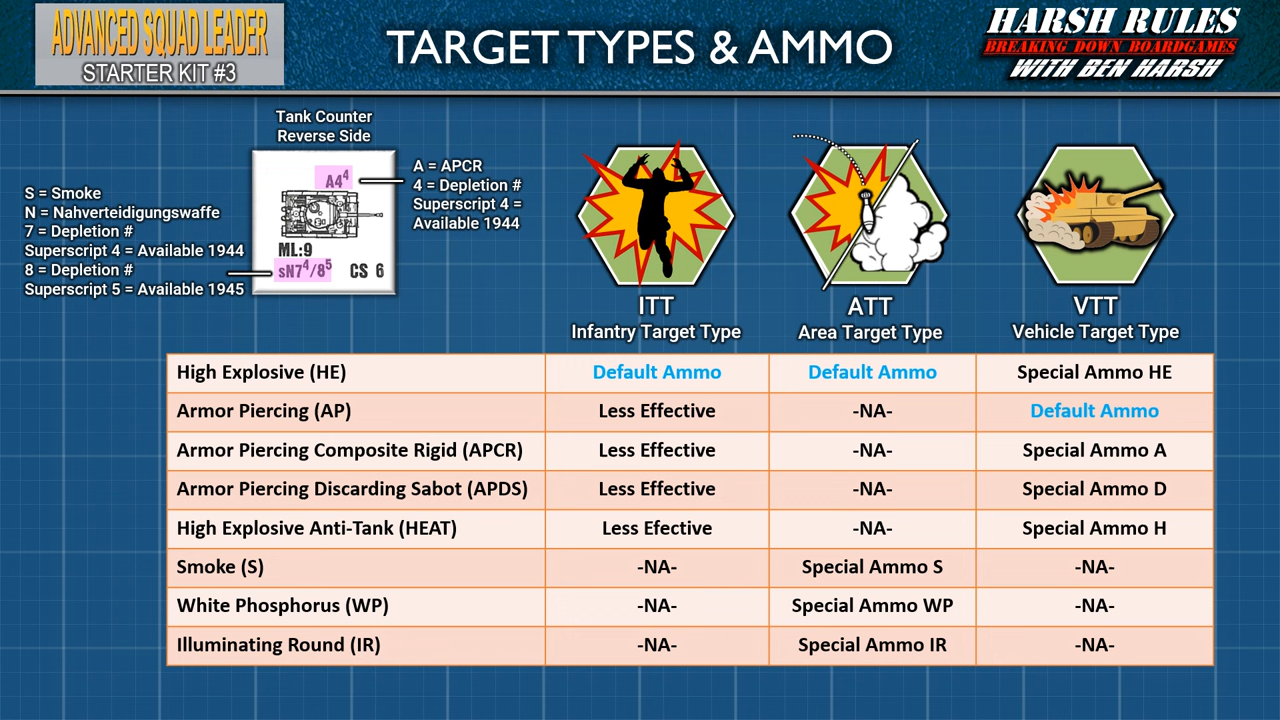 ADVANCED SQUAD LEADER
STARTER KIT #3
TARGET TYPES & AMMO
HARSH RULES
BREAKING DOWN BOARDGAMES
WITH BEN HARSH
Tank Counter
Reverse Side
S = Smoke
N = Nahverteidigungswaffe
7 = Depletion #
Superscript 4 = Available 1944
8 = Depletion #
Superscript 5 = Available 1945
A4⁴
ML:9
sN7⁴/8⁵ CS 6
A = APCR
4 = Depletion #
Superscript 4 =
Available 1944
ITT
Infantry Target Type
ATT
Area Target Type
VTT
Vehicle Target Type
High Explosive (HE) Default Ammo Default Ammo Special Ammo HE
Armor Piercing (AP) Less Effective -NA- Default Ammo
Armor Piercing Composite Rigid (APCR) Less Effective -NA- Special Ammo A
Armor Piercing Discarding Sabot (APDS) Less Effective -NA- Special Ammo D
High Explosive Anti-Tank (HEAT) Less Efective -NA- Special Ammo H
Smoke (S) -NA- Special Ammo S -NA-
White Phosphorus (WP) -NA- Special Ammo WP -NA-
Illuminating Round (IR) -NA- Special Ammo IR -NA-